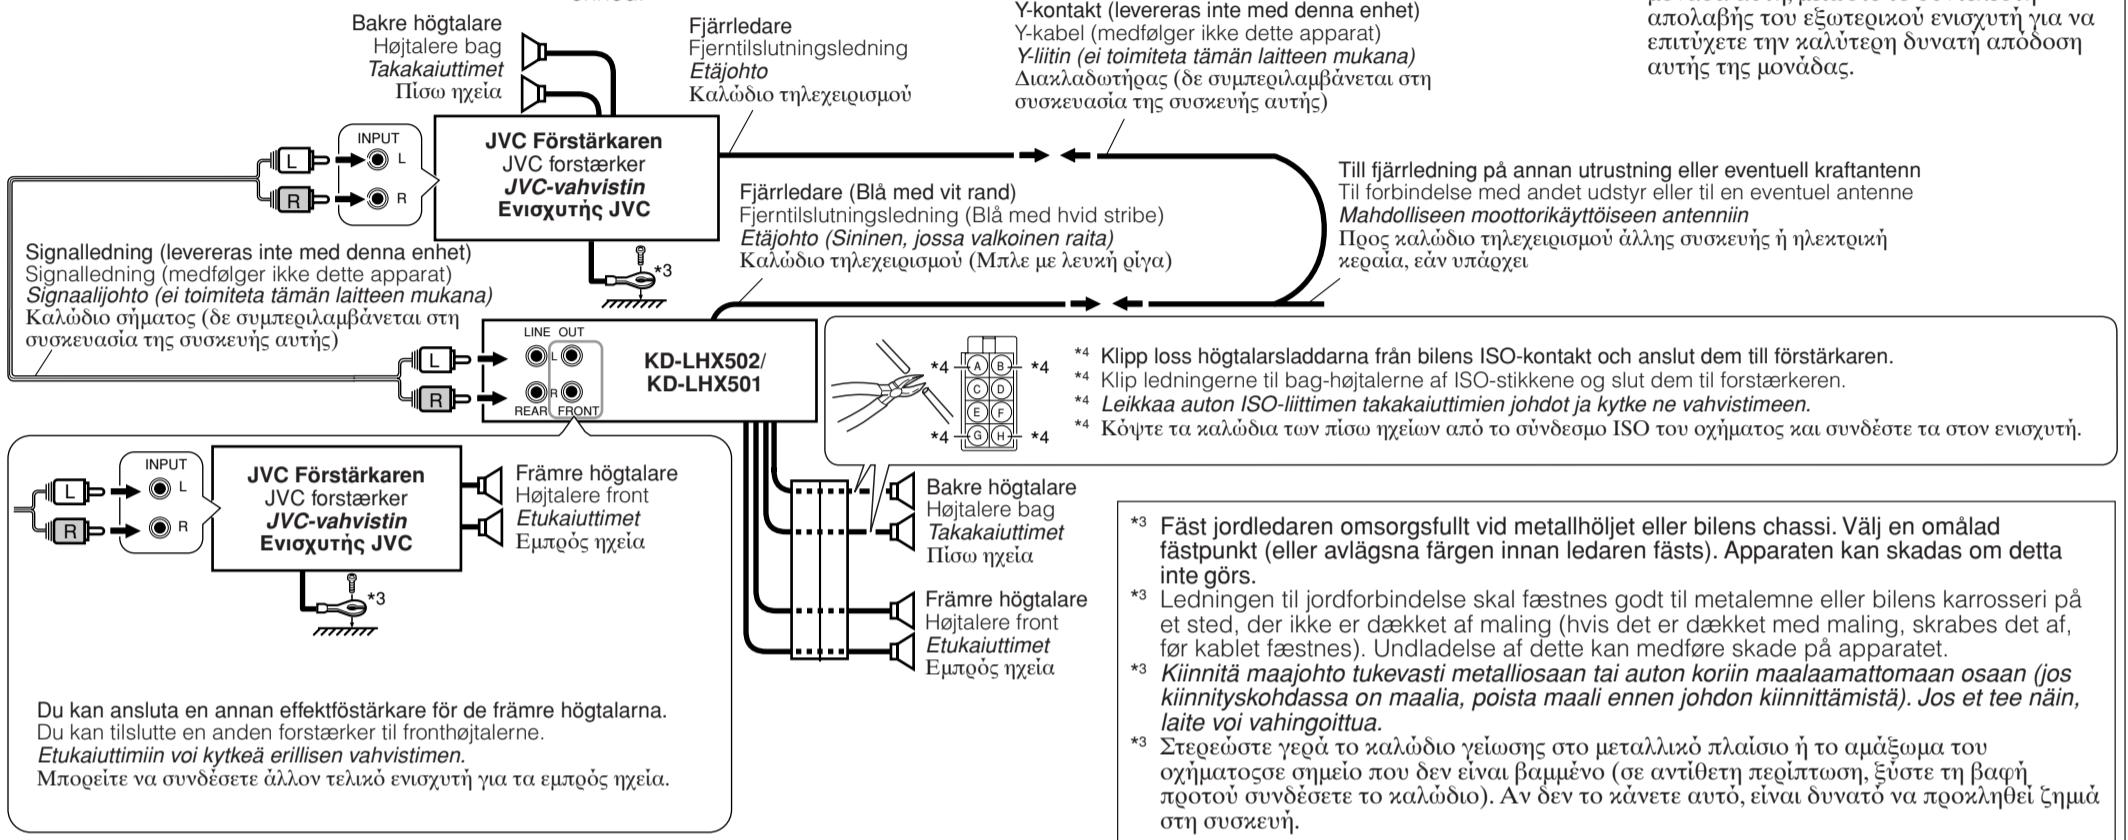 Bakre högtalare
Højtalere bag
Takakaiuttimet
Πίσω ηχεία
Fjärrledare
Fjerntilslutningsledning
Etäjohto
Καλώδιο τηλεχειρισμού
Y-kontakt (levereras inte med denna enhet)
Y-kabel (medfølger ikke dette apparat)
Y-liitin (ei toimiteta tämän laitteen mukana)
Διακλαδωτήρας (δε συμπεριλαμβάνεται στη
συσκευασία της συσκευής αυτής)
απολαβής του εξωτερικού ενισχυτή για να
επιτύχετε την καλύτερη δυνατή απόδοση
αυτής της μονάδας.
INPUT
L
L
R
R
JVC Förstärkaren
JVC forstærker
JVC-vahvistin
Ενισχυτής JVC
*3
Fjärrledare (Blå med vit rand)
Fjerntilslutningsledning (Blå med hvid stribe)
Etäjohto (Sininen, jossa valkoinen raita)
Καλώδιο τηλεχειρισμού (Μπλε με λευκή ρίγα)
Till fjärrledning på annan utrustning eller eventuell kraftantenn
Til forbindelse med andet udstyr eller til en eventuel antenne
Mahdolliseen moottorikäyttöiseen antenniin
Προς καλώδιο τηλεχειρισμού άλλης συσκευής ή ηλεκτρική
κεραία, εάν υπάρχει
Signalledning (levereras inte med denna enhet)
Signalledning (medfølger ikke dette apparat)
Signaalijohto (ei toimiteta tämän laitteen mukana)
Καλώδιο σήματος (δε συμπεριλαμβάνεται στη
συσκευασία της συσκευής αυτής)
L
R
LINE OUT
L
R
REAR FRONT
KD-LHX502/
KD-LHX501
*4 A B *4
C D
E F
*4 G H *4
*4 Klipp loss högtalarsladdarna från bilens ISO-kontakt och anslut dem till förstärkaren.
*4 Klip ledningerne til bag-højtalerne af ISO-stikkene og slut dem til forstærkeren.
*4 Leikkaa auton ISO-liittimen takakaiuttimien johdot ja kytke ne vahvistimeen.
*4 Κόψτε τα καλώδια των πίσω ηχείων από το σύνδεσμο ISO του οχήματος και συνδέστε τα στον ενισχυτή.
INPUT
L
L
R
R
JVC Förstärkaren
JVC forstærker
JVC-vahvistin
Ενισχυτής JVC
*3
Främre högtalare
Højtalere front
Etukaiuttimet
Εμπρός ηχεία
Du kan ansluta en annan effektföstärkare för de främre högtalarna.
Du kan tilslutte en anden forstærker til fronthøjtalerne.
Etukaiuttimiin voi kytkeä erillisen vahvistimen.
Μπορείτε να συνδέσετε άλλον τελικό ενισχυτή για τα εμπρός ηχεία.
Bakre högtalare
Højtalere bag
Takakaiuttimet
Πίσω ηχεία
Främre högtalare
Højtalere front
Etukaiuttimet
Εμπρός ηχεία
*3 Fäst jordledaren omsorgsfullt vid metallhöljet eller bilens chassi. Välj en omålad
fästpunkt (eller avlägsna färgen innan ledaren fästs). Apparaten kan skadas om detta
inte görs.
*3 Ledningen til jordforbindelse skal fæstnes godt til metalemne eller bilens karrosseri på
et sted, der ikke er dækket af maling (hvis det er dækket med maling, skrabes det af,
før kablet fæstnes). Undladelse af dette kan medføre skade på apparatet.
*3 Kiinnitä maajohto tukevasti metalliosaan tai auton koriin maalaamattomaan osaan (jos
kiinnityskohdassa on maalia, poista maali ennen johdon kiinnittämistä). Jos et tee näin,
laite voi vahingoittua.
*3 Στερεώστε γερά το καλώδιο γείωσης στο μεταλλικό πλαίσιο ή το αμάξωμα του
οχήματοςσε σημείο που δεν είναι βαμμένο (σε αντίθετη περίπτωση, ξύστε τη βαφή
προτού συνδέσετε το καλώδιο). Αν δεν το κάνετε αυτό, είναι δυνατό να προκληθεί ζημιά
στη συσκευή.